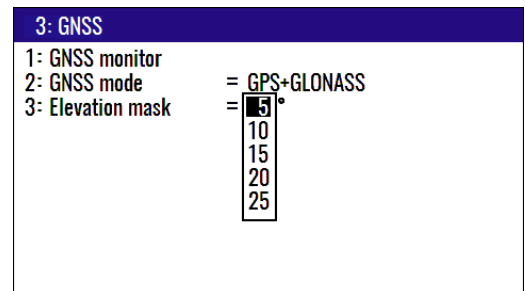 3: GNSS
1: GNSS monitor
2: GNSS mode = GPS+GLONASS
3: Elevation mask = 5°
10
15
20
25